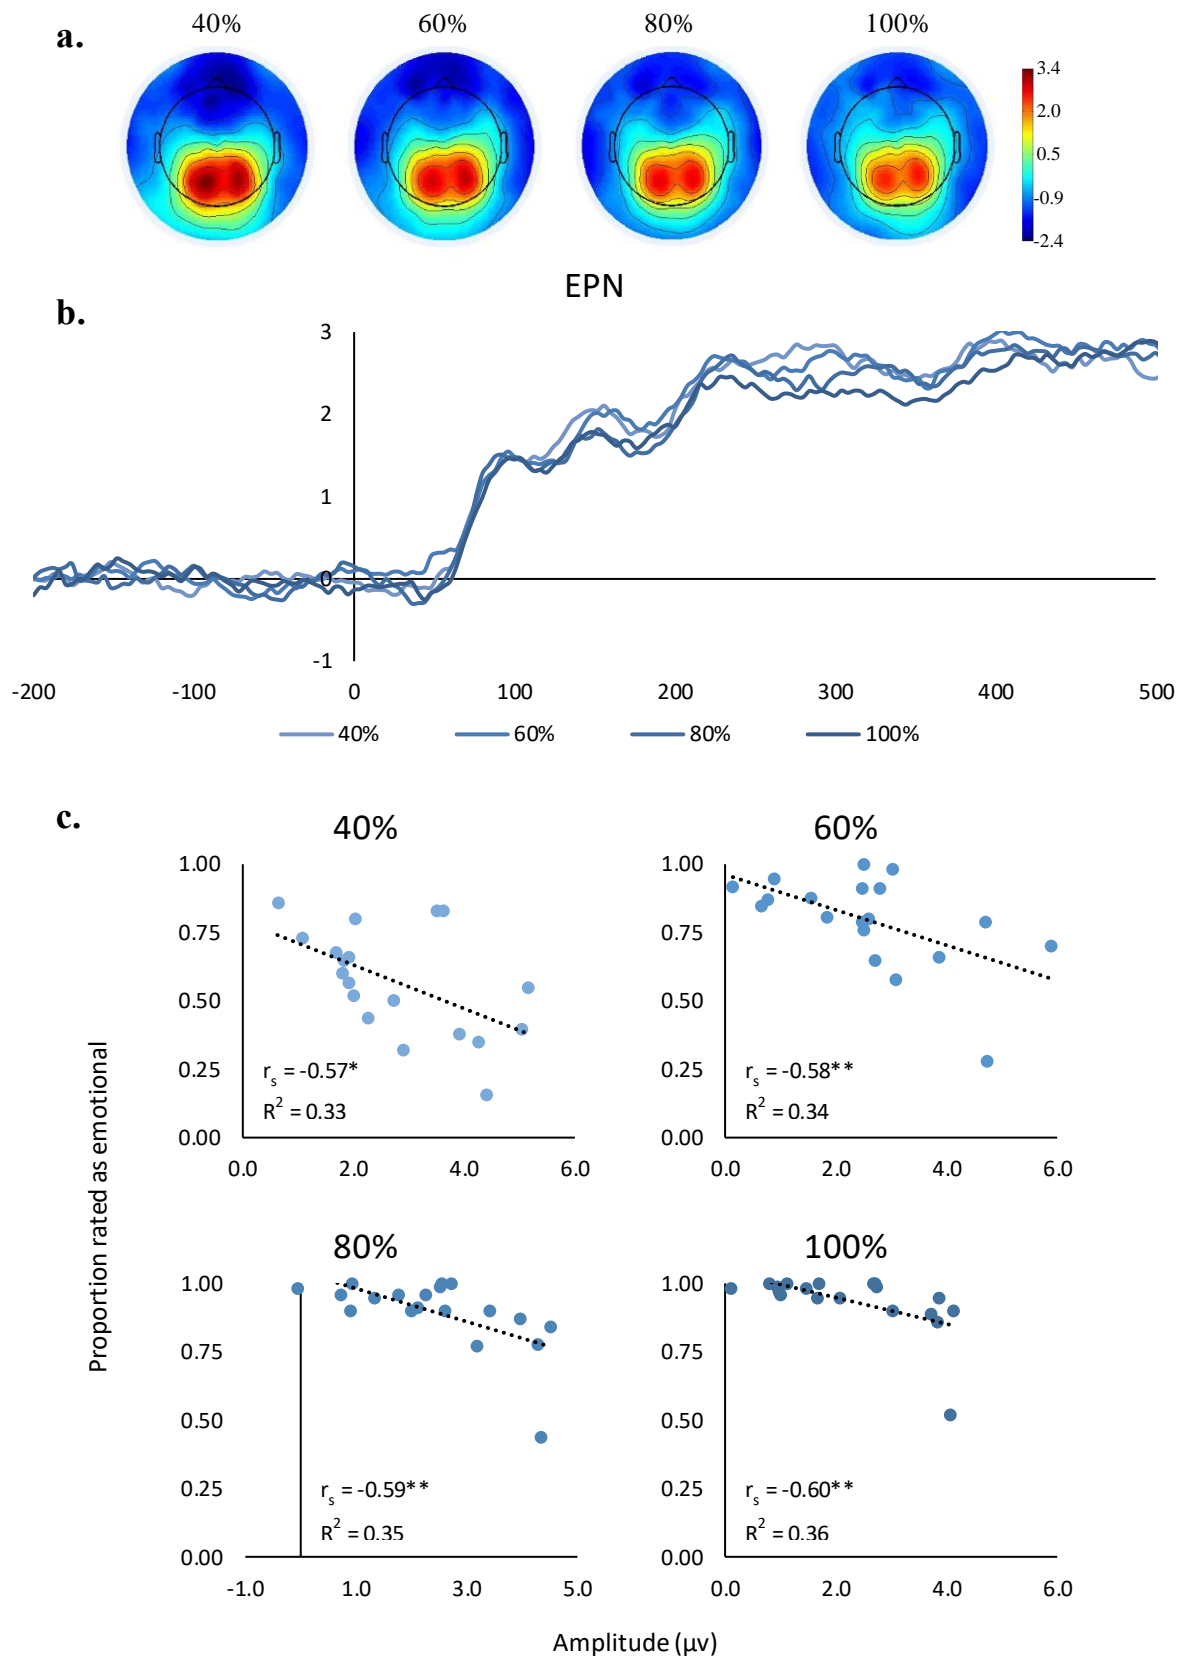 a.
40% 60% 80% 100%
3.4
2.0
0.5
-0.9
-2.4
EPN
b.
3
2
1
0
-1
-200 -100 0 100 200 300 400 500
40% 60% 80% 100%
c.
Proportion rated as emotional
40%
1.00
0.75
0.50
0.25
0.00
rs = -0.57*
R2 = 0.33
0.0 2.0 4.0 6.0
60%
1.00
0.75
0.50
0.25
0.00
rs = -0.58**
R2 = 0.34
0.0 2.0 4.0 6.0
80%
1.00
0.75
0.50
0.25
0.00
rs = -0.59**
R2 = 0.35
-1.0 1.0 3.0 5.0
100%
1.00
0.75
0.50
0.25
0.00
rs = -0.60**
R2 = 0.36
0.0 2.0 4.0 6.0
Amplitude (μv)